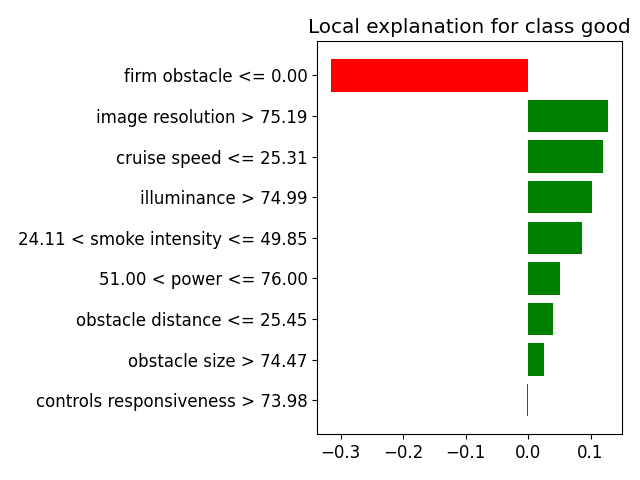 Local explanation for class good
firm obstacle <= 0.00
image resolution > 75.19
cruise speed <= 25.31
illuminance > 74.99
24.11 < smoke intensity <= 49.85
51.00 < power <= 76.00
obstacle distance <= 25.45
obstacle size > 74.47
controls responsiveness > 73.98
−0.3 −0.2 −0.1 0.0 0.1